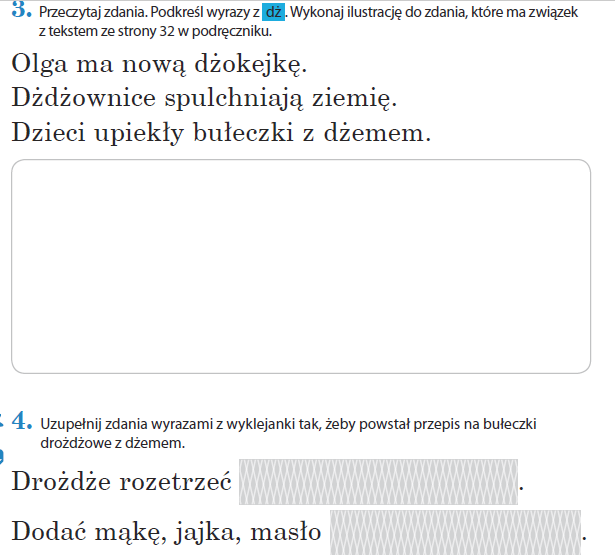 3. Przeczytaj zdania. Podkreśl wyrazy z dż. Wykonaj ilustrację do zdania, które ma związek
z tekstem ze strony 32 w podręczniku.
Olga ma nową dżokejkę.
Dżdżownice spulchniają ziemię.
Dzieci upiekły bułeczki z dżemem.
4. Uzupełnij zdania wyrazami z wyklejanki tak, żeby powstał przepis na bułeczki
drożdżowe z dżemem.
Drożdże rozetrzeć .
Dodać mąkę, jajka, masło .